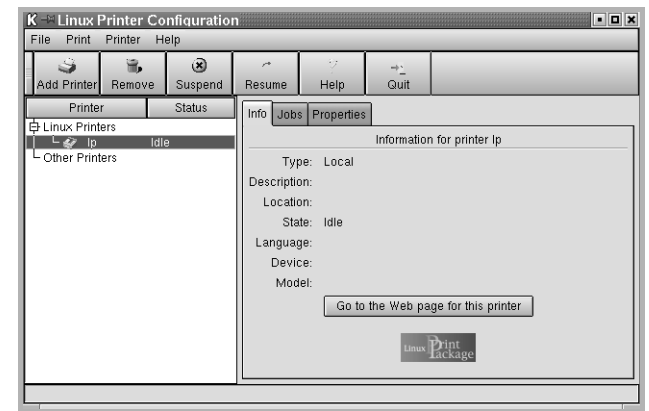 Linux Printer Configuration
File Print Printer Help
Add Printer Remove Suspend Resume Help Quit
Printer Status
Linux Printers
lp Idle
Other Printers
Info Jobs Properties
Information for printer lp
Type: Local
Description:
Location:
State: Idle
Language:
Device:
Model:
Go to the Web page for this printer
Linux Print
Package